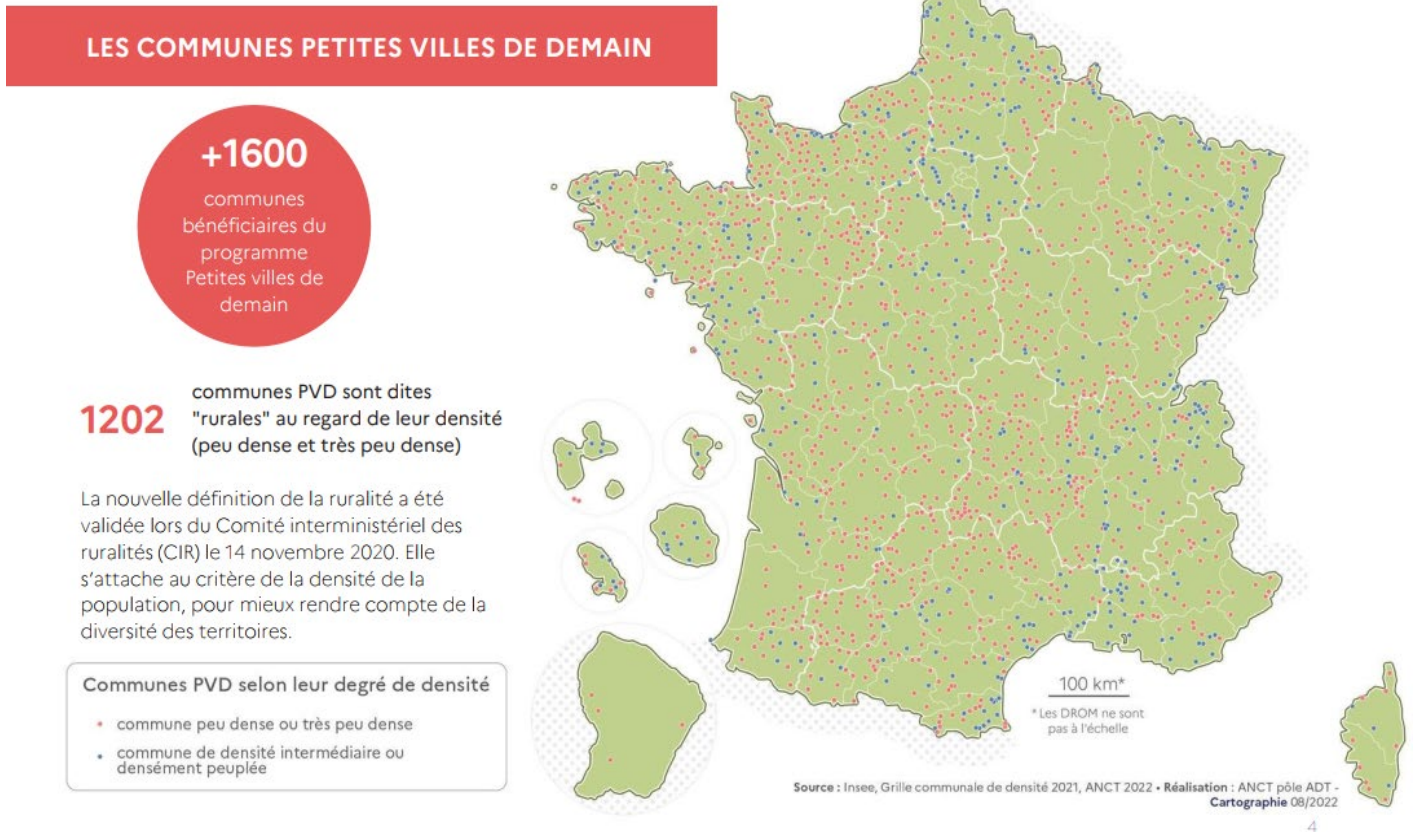 LES COMMUNES PETITES VILLES DE DEMAIN
+1600
communes
bénéficiaires du
programme
Petites villes de
demain
1202
communes PVD sont dites
"rurales" au regard de leur densité
(peu dense et très peu dense)
La nouvelle définition de la ruralité a été
validée lors du Comité interministériel des
ruralités (CIR) le 14 novembre 2020. Elle
s’attache au critère de la densité de la
population, pour mieux rendre compte de la
diversité des territoires.
Communes PVD selon leur degré de densité
commune peu dense ou très peu dense
commune de densité intermédiaire ou
densément peuplée
100 km*
*Les DROM ne sont
pas à l'échelle
Source : Insee, Grille communale de densité 2021, ANCT 2022 • Réalisation : ANCT pôle ADT -
Cartographie 08/2022
4